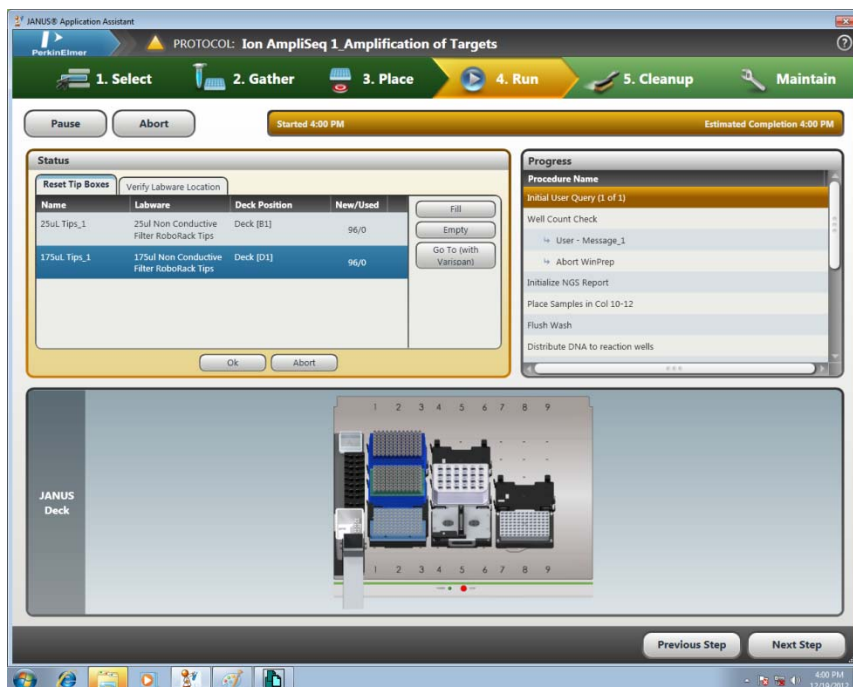 JANUS® Application Assistant
PerkinElmer
PROTOCOL: Ion AmpliSeq 1_Amplification of Targets
1. Select
2. Gather
3. Place
4. Run
5. Cleanup
Maintain
Pause
Abort
Started 4:00 PM
Estimated Completion 4:00 PM
Status
Reset Tip Boxes
Verify Labware Location
Name Labware Deck Position New/Used
25uL Tips_1 25ul Non Conductive Deck [B1] 96/0
Filter RoboRack Tips
175uL Tips_1 175ul Non Conductive Deck [D1] 96/0
Filter RoboRack Tips
Fill
Empty
Go To (with
Varispan)
Ok
Abort
Progress
Procedure Name
Initial User Query (1 of 1)
Well Count Check
User - Message_1
Abort WinPrep
Initialize NGS Report
Place Samples in Col 10-12
Flush Wash
Distribute DNA to reaction wells
JANUS
Deck
1 2 3 4 5 6 7 8 9
1 2 3 4 5 6 7 8 9
Previous Step
Next Step
4:00 PM
12/19/2012